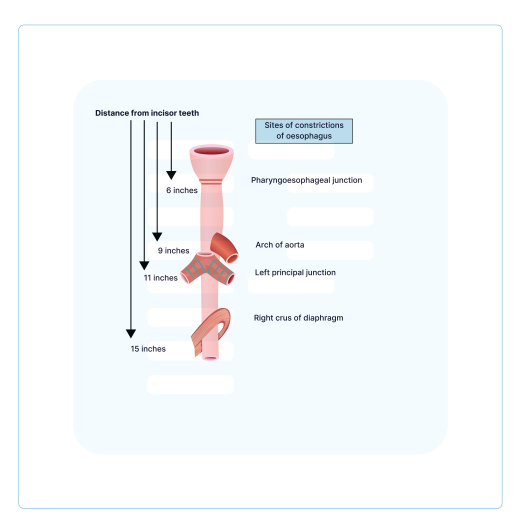 Distance from incisor teeth
Sites of constrictions
of oesophagus
6 inches
Pharyngoesophageal junction
9 inches
Arch of aorta
11 inches
Left principal junction
Right crus of diaphragm
15 inches